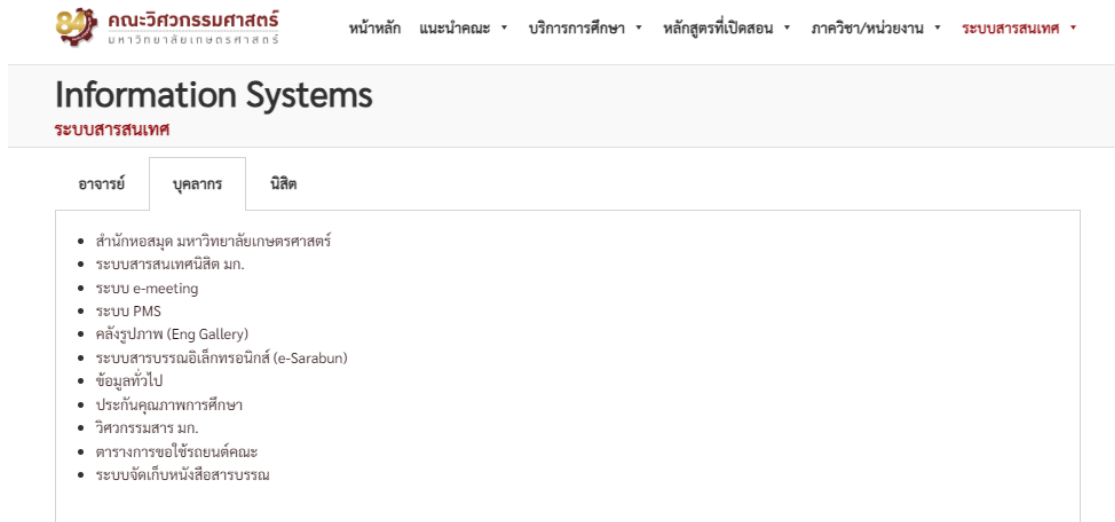 84 คณะวิศวกรรมศาสตร์
มหาวิทยาลัยเกษตรศาสตร์
หน้าหลัก แนะนำคณะ บริการการศึกษา หลักสูตรที่เปิดสอน ภาควิชา/หน่วยงาน ระบบสารสนเทศ
Information Systems
ระบบสารสนเทศ
อาจารย์ บุคลากร นิสิต
สำนักหอสมุด มหาวิทยาลัยเกษตรศาสตร์
ระบบสารสนเทศนิสิต มก.
ระบบ e-meeting
ระบบ PMS
คลังรูปภาพ (Eng Gallery)
ระบบสารบรรณอิเล็กทรอนิกส์ (e-Sarabun)
ข้อมูลทั่วไป
ประกันคุณภาพการศึกษา
วิศวกรรมสาร มก.
ตารางการขอใช้รถยนต์คณะ
ระบบจัดเก็บหนังสือสารบรรณ